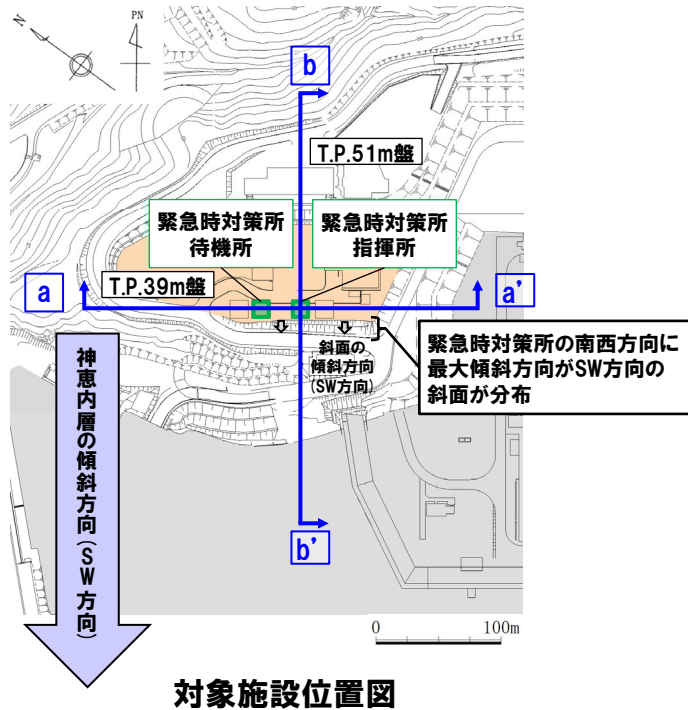 N
PN
b
T.P.51m盤
緊急時対策所
待機所
緊急時対策所
指揮所
a
T.P.39m盤
a'
斜面の
傾斜方向
(SW方向)
緊急時対策所の南西方向に
最大傾斜方向がSW方向の
斜面が分布
神恵内層の傾斜方向(SW方向)
b'
0
100m
対象施設位置図